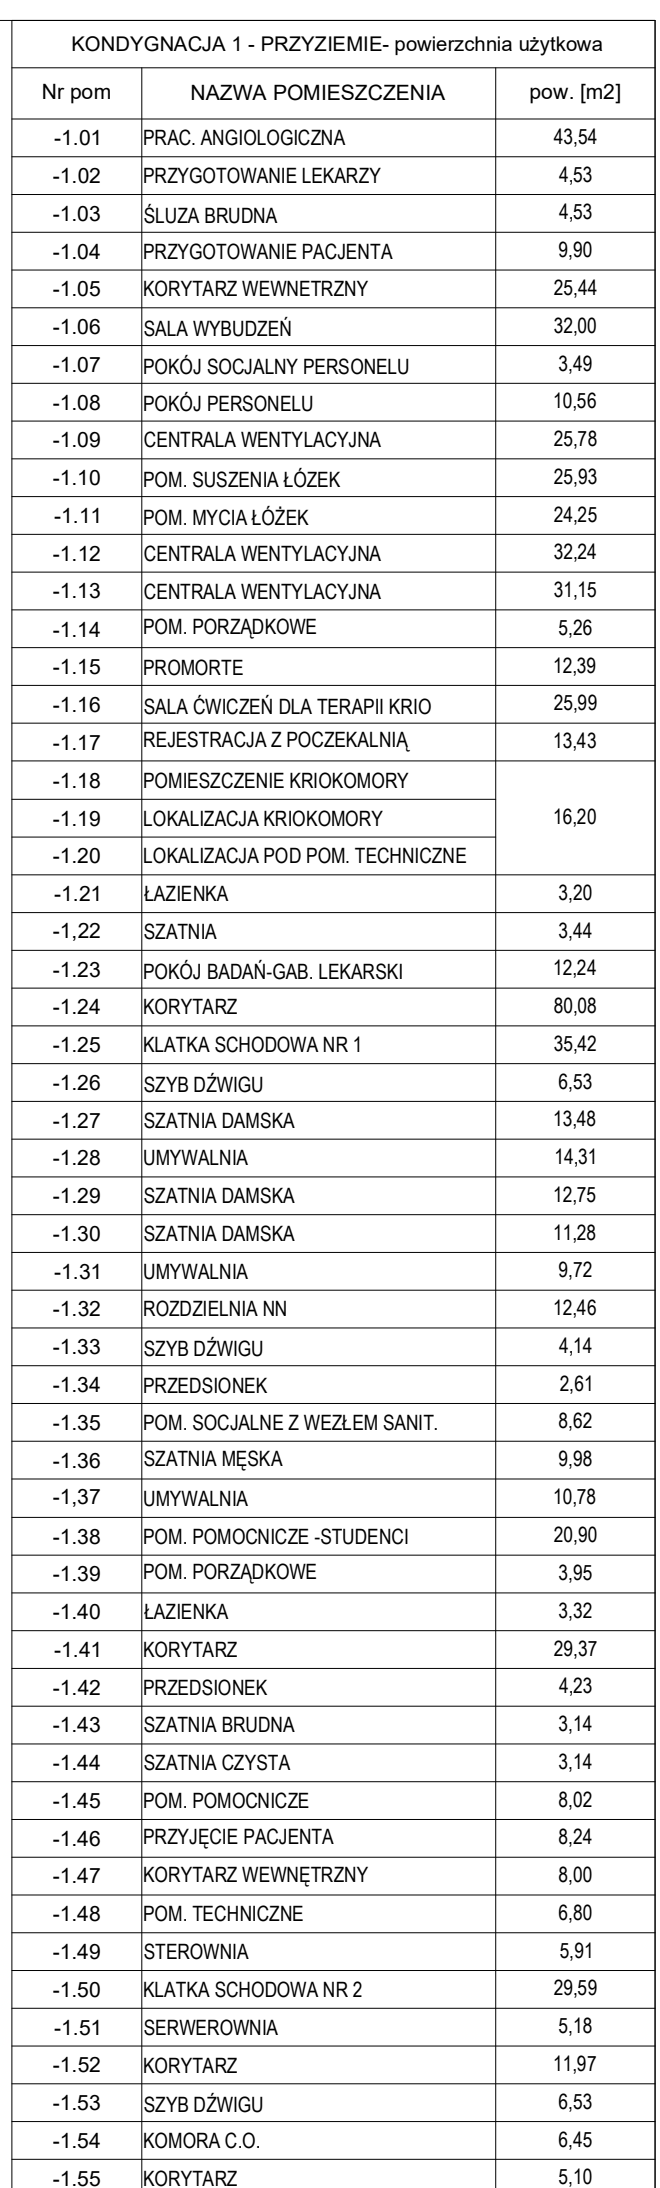 KONDYGNACJA 1 - PRZYZIEMIE- powierzchnia użytkowa
Nr pom NAZWA POMIESZCZENIA pow. [m2]
-1.01 PRAC. ANGIOLOGICZNA 43,54
-1.02 PRZYGOTOWANIE LEKARZY 4,53
-1.03 ŚLUZA BRUDNA 4,53
-1.04 PRZYGOTOWANIE PACJENTA 9,90
-1.05 KORYTARZ WEWNETRZNY 25,44
-1.06 SALA WYBUDZEŃ 32,00
-1.07 POKÓJ SOCJALNY PERSONELU 3,49
-1.08 POKÓJ PERSONELU 10,56
-1.09 CENTRALA WENTYLACYJNA 25,78
-1.10 POM. SUSZENIA ŁÓZEK 25,93
-1.11 POM. MYCIA ŁÓŻEK 24,25
-1.12 CENTRALA WENTYLACYJNA 32,24
-1.13 CENTRALA WENTYLACYJNA 31,15
-1.14 POM. PORZĄDKOWE 5,26
-1.15 PROMORTE 12,39
-1.16 SALA ĆWICZEŃ DLA TERAPII KRIO 25,99
-1.17 REJESTRACJA Z POCZEKALNIĄ 13,43
-1.18 POMIESZCZENIE KRIOKOMORY
-1.19 LOKALIZACJA KRIOKOMORY 16,20
-1.20 LOKALIZACJA POD POM. TECHNICZNE
-1.21 ŁAZIENKA 3,20
-1,22 SZATNIA 3,44
-1.23 POKÓJ BADAŃ-GAB. LEKARSKI 12,24
-1.24 KORYTARZ 80,08
-1.25 KLATKA SCHODOWA NR 1 35,42
-1.26 SZYB DŹWIGU 6,53
-1.27 SZATNIA DAMSKA 13,48
-1.28 UMYWALNIA 14,31
-1.29 SZATNIA DAMSKA 12,75
-1.30 SZATNIA DAMSKA 11,28
-1.31 UMYWALNIA 9,72
-1.32 ROZDZIELNIA NN 12,46
-1.33 SZYB DŹWIGU 4,14
-1.34 PRZEDSIONEK 2,61
-1.35 POM. SOCJALNE Z WEZŁEM SANIT. 8,62
-1.36 SZATNIA MĘSKA 9,98
-1,37 UMYWALNIA 10,78
-1.38 POM. POMOCNICZE -STUDENCI 20,90
-1.39 POM. PORZĄDKOWE 3,95
-1.40 ŁAZIENKA 3,32
-1.41 KORYTARZ 29,37
-1.42 PRZEDSIONEK 4,23
-1.43 SZATNIA BRUDNA 3,14
-1.44 SZATNIA CZYSTA 3,14
-1.45 POM. POMOCNICZE 8,02
-1.46 PRZYJĘCIE PACJENTA 8,24
-1.47 KORYTARZ WEWNĘTRZNY 8,00
-1.48 POM. TECHNICZNE 6,80
-1.49 STEROWNIA 5,91
-1.50 KLATKA SCHODOWA NR 2 29,59
-1.51 SERWEROWNIA 5,18
-1.52 KORYTARZ 11,97
-1.53 SZYB DŹWIGU 6,53
-1.54 KOMORA C.O. 6,45
-1.55 KORYTARZ 5,10